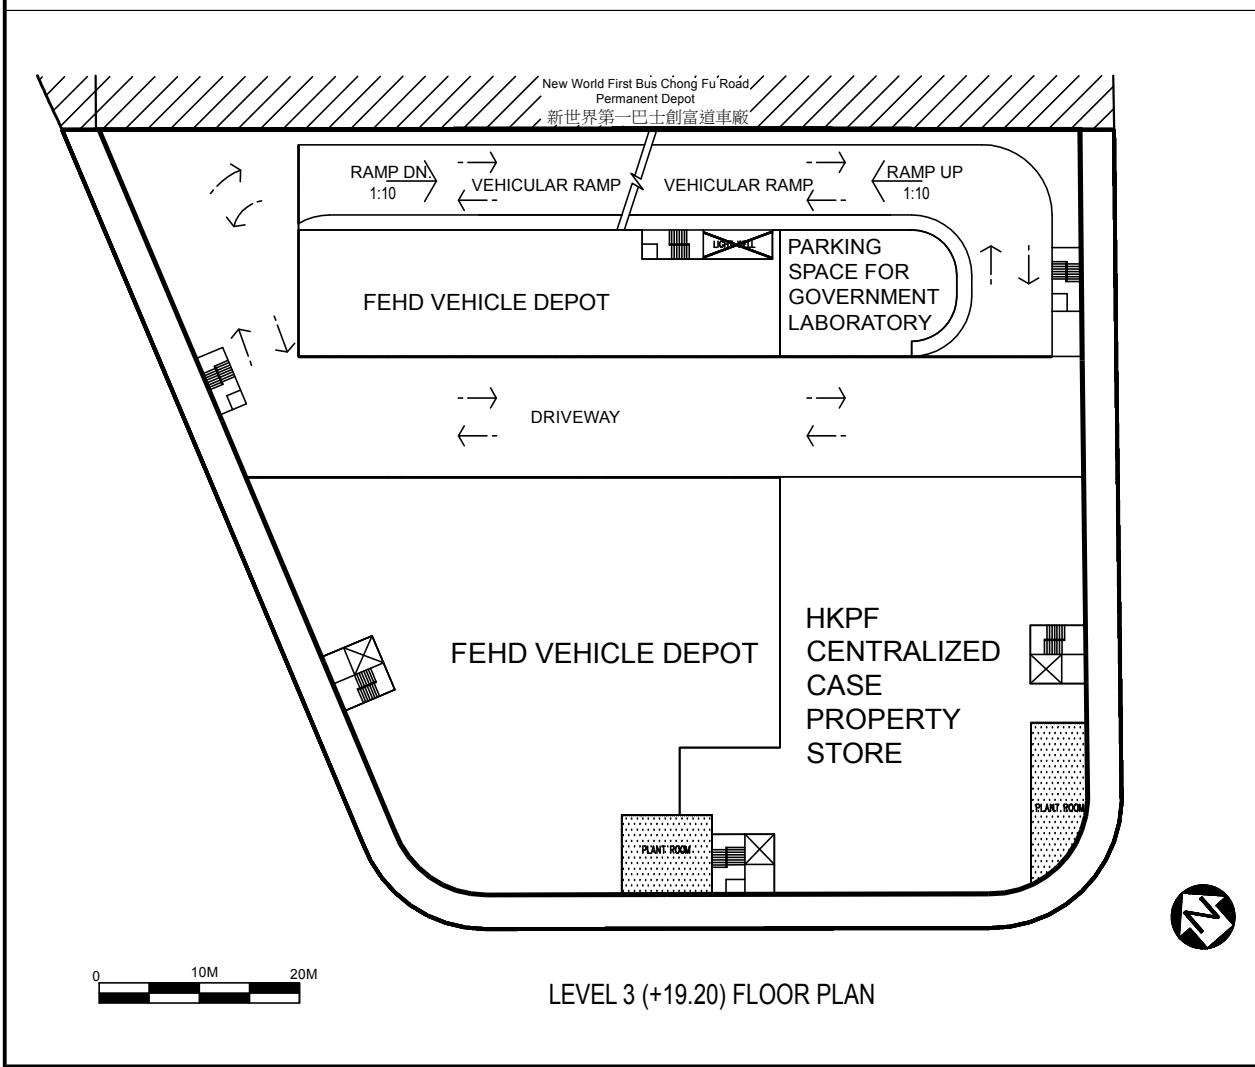 New World First Bus Chong Fu Road
Permanent Depot
新世界第一巴士創富道車廠
RAMP DN.
1:10
VEHICULAR RAMP
VEHICULAR RAMP
RAMP UP
1:10
LIGHT WELL
PARKING
SPACE FOR
GOVERNMENT
LABORATORY
FEHD VEHICLE DEPOT
DRIVEWAY
FEHD VEHICLE DEPOT
HKPF
CENTRALIZED
CASE
PROPERTY
STORE
PLANT ROOM
PLANT ROOM
N
0 10M 20M
LEVEL 3 (+19.20) FLOOR PLAN